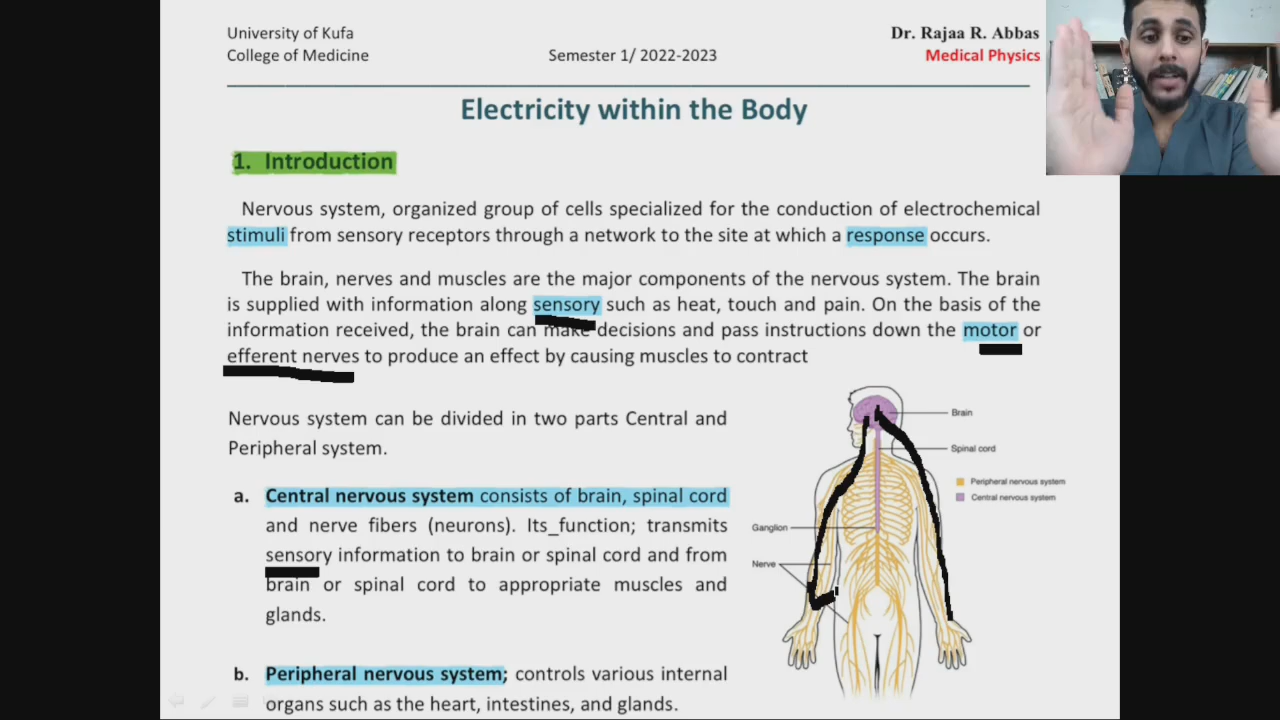 University of Kufa
Dr. Rajaa R. Abbas
College of Medicine
Semester 1/ 2022-2023
Medical Physics
Electricity within the Body
1. Introduction
Nervous system, organized group of cells specialized for the conduction of electrochemical
stimuli from sensory receptors through a network to the site at which a response occurs.
The brain, nerves and muscles are the major components of the nervous system. The brain
is supplied with information along sensory such as heat, touch and pain. On the basis of the
information received, the brain can make decisions and pass instructions down the motor or
efferent nerves to produce an effect by causing muscles to contract
Nervous system can be divided in two parts Central and
Peripheral system.
a. Central nervous system consists of brain, spinal cord
and nerve fibers (neurons). Its_function; transmits
sensory information to brain or spinal cord and from
brain or spinal cord to appropriate muscles and
glands.
b. Peripheral nervous system; controls various internal
organs such as the heart, intestines, and glands.
Brain
Spinal cord
Peripheral nervous system
Central nervous system
Ganglion
Nerve